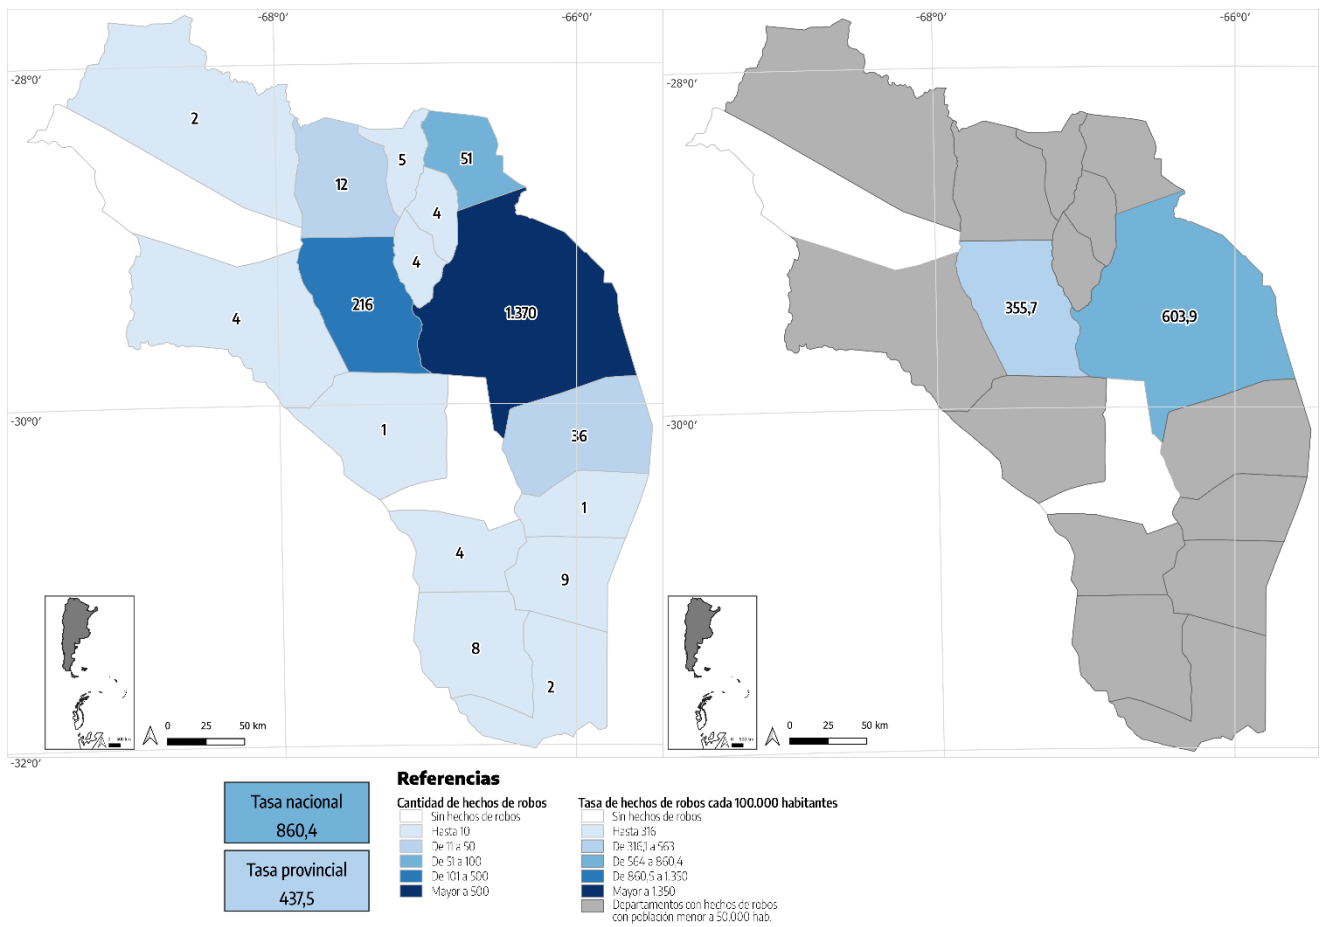 -68°0'
-66°0'
-68°0'
-66°0'
-28°0'
-28°0'
2
51
5
12
4
4
216
1.370
4
355,7
603,9
-30°0'
-30°0'
1
36
1
4
9
8
2
0
25
50 km
0
25
50 km
-32°0'
Referencias
Tasa nacional
860,4
Tasa provincial
437,5
Cantidad de hechos de robos
Sin hechos de robos
Hasta 10
De 11 a 50
De 51 a 100
De 101 a 500
Mayor a 500
Tasa de hechos de robos cada 100.000 habitantes
Sin hechos de robos
Hasta 316
De 316,1 a 563
De 564 a 860,4
De 860,5 a 1.350
Mayor a 1.350
Departamentos con hechos de robos
con población menor a 50.000 hab.